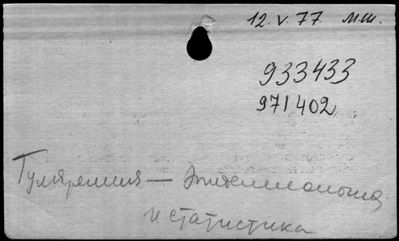 12.V.77 мш.
933433
971402
Туляремия — Эпидемиология
и статистика